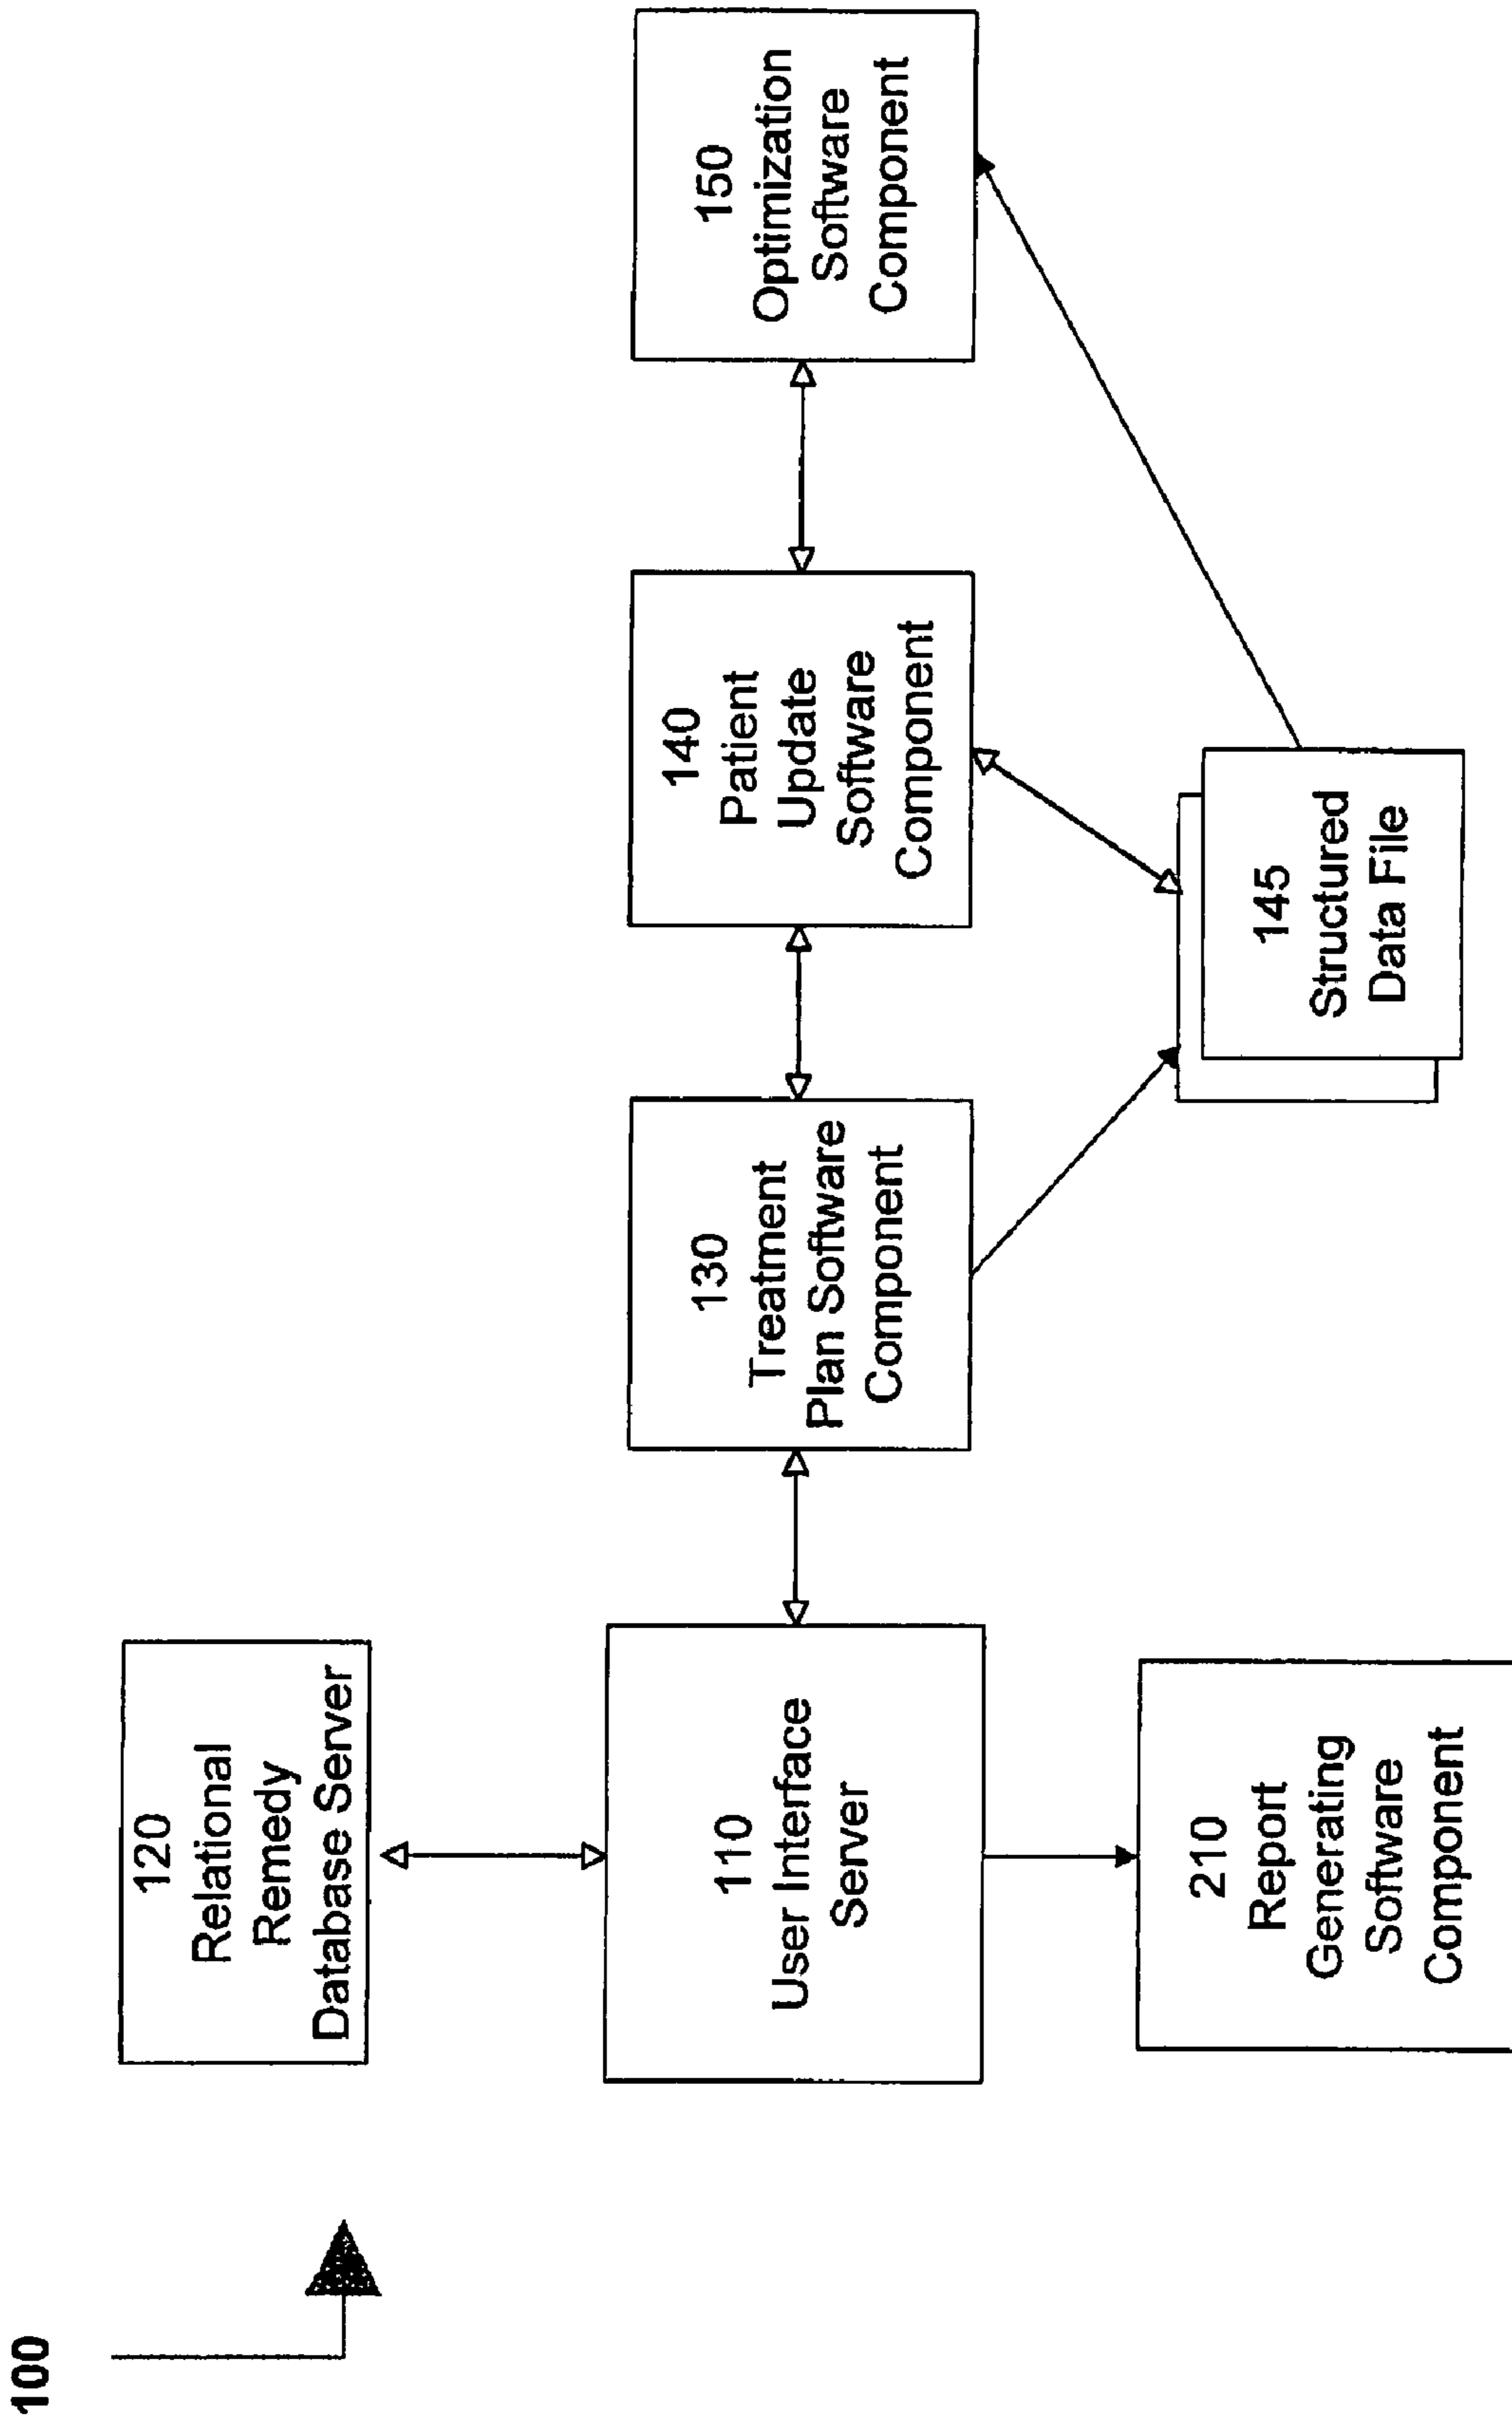 100
120
Relational
Remedy
Database Server
110
User Interface
Server
210
Report
Generating
Software
Component
130
Treatment
Plan Software
Component
140
Patient
Update
Software
Component
145
Structured
Data File
150
Optimization
Software
Component